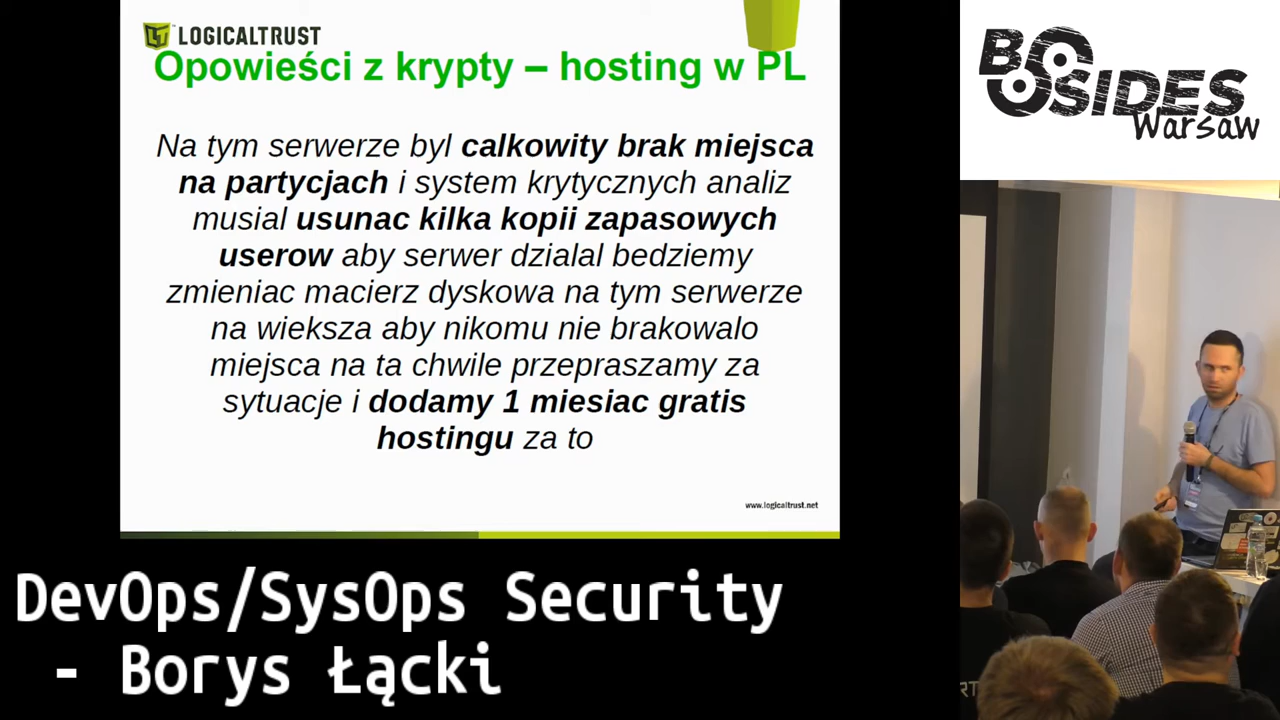 LOGICALTRUST
Opowieści z krypty – hosting w PL
Na tym serwerze byl calkowity brak miejsca
na partycjach i system krytycznych analiz
musial usunac kilka kopii zapasowych
userow aby serwer dzialal bedziemy
zmieniac macierz dyskowa na tym serwerze
na wieksza aby nikomu nie brakowalo
miejsca na ta chwile przepraszamy za
sytuacje i dodamy 1 miesiac gratis
hostingu za to
www.logicaltrust.net
BSIDES
Warsaw
DevOps/SysOps Security
- Borys Łącki